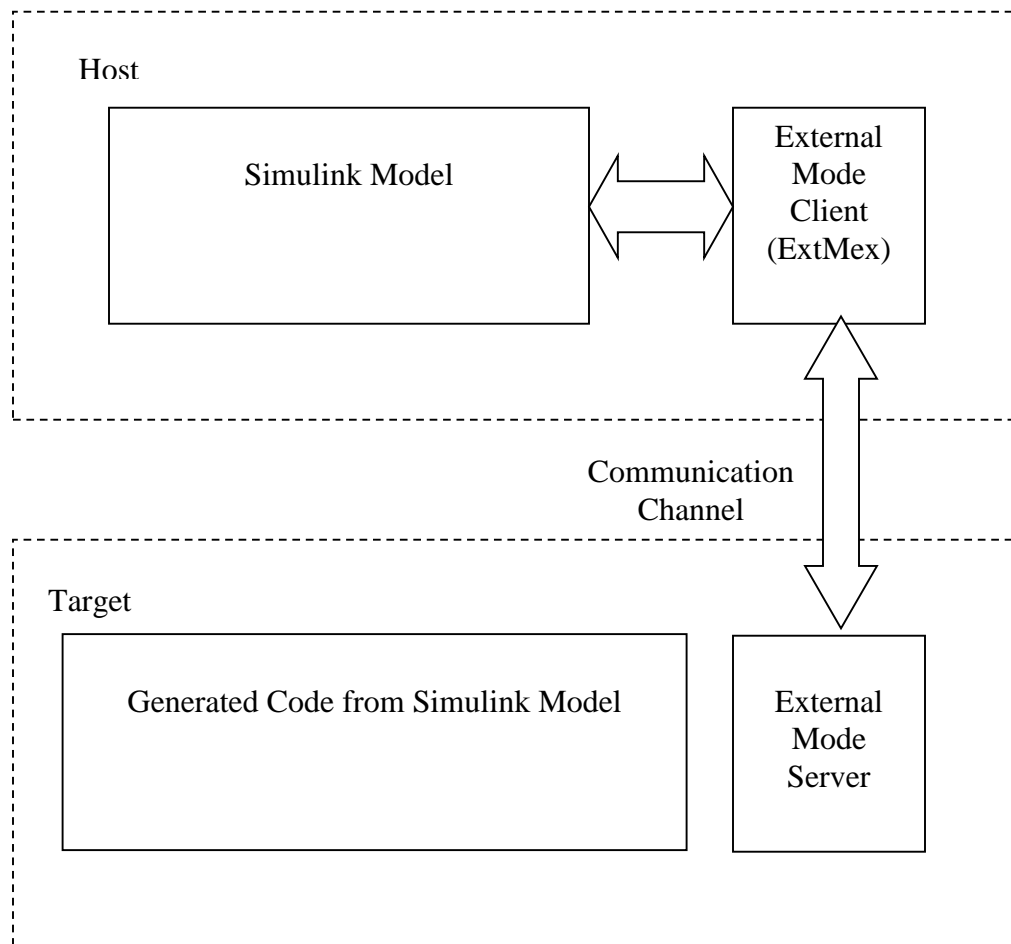 Host
Simulink Model
External
Mode
Client
(ExtMex)
Communication
Channel
Target
Generated Code from Simulink Model
External
Mode
Server